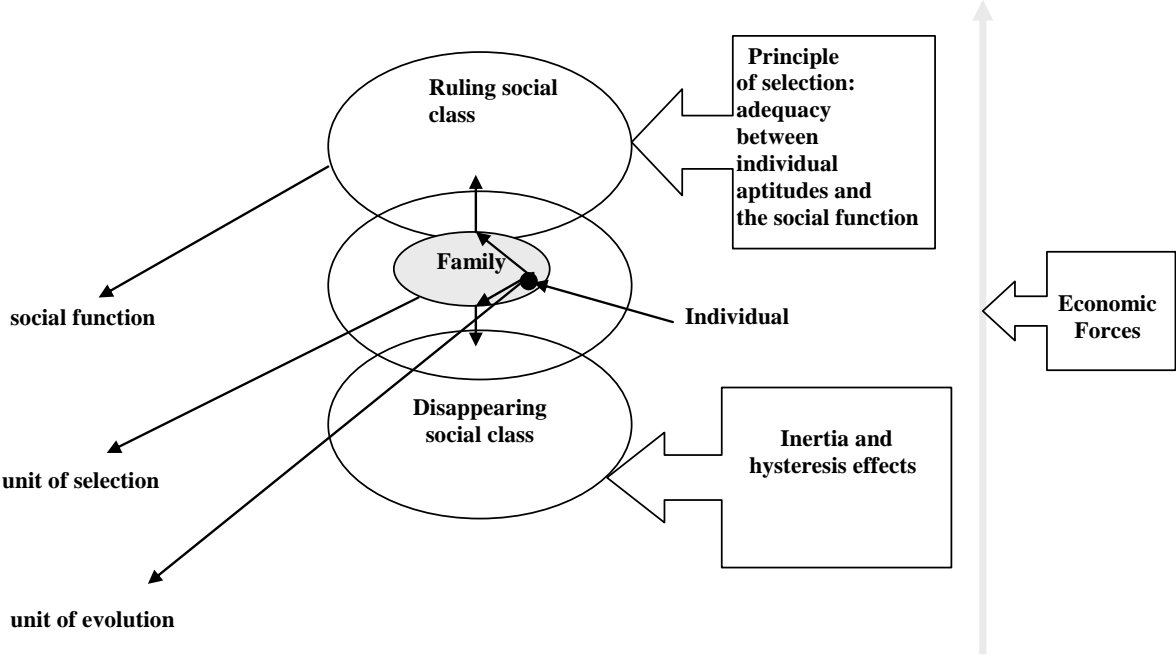 Ruling social
class
Principle
of selection:
adequacy
between
individual
aptitudes and
the social function
Family
social function
Individual
Economic
Forces
Disappearing
social class
Inertia and
hysteresis effects
unit of selection
unit of evolution